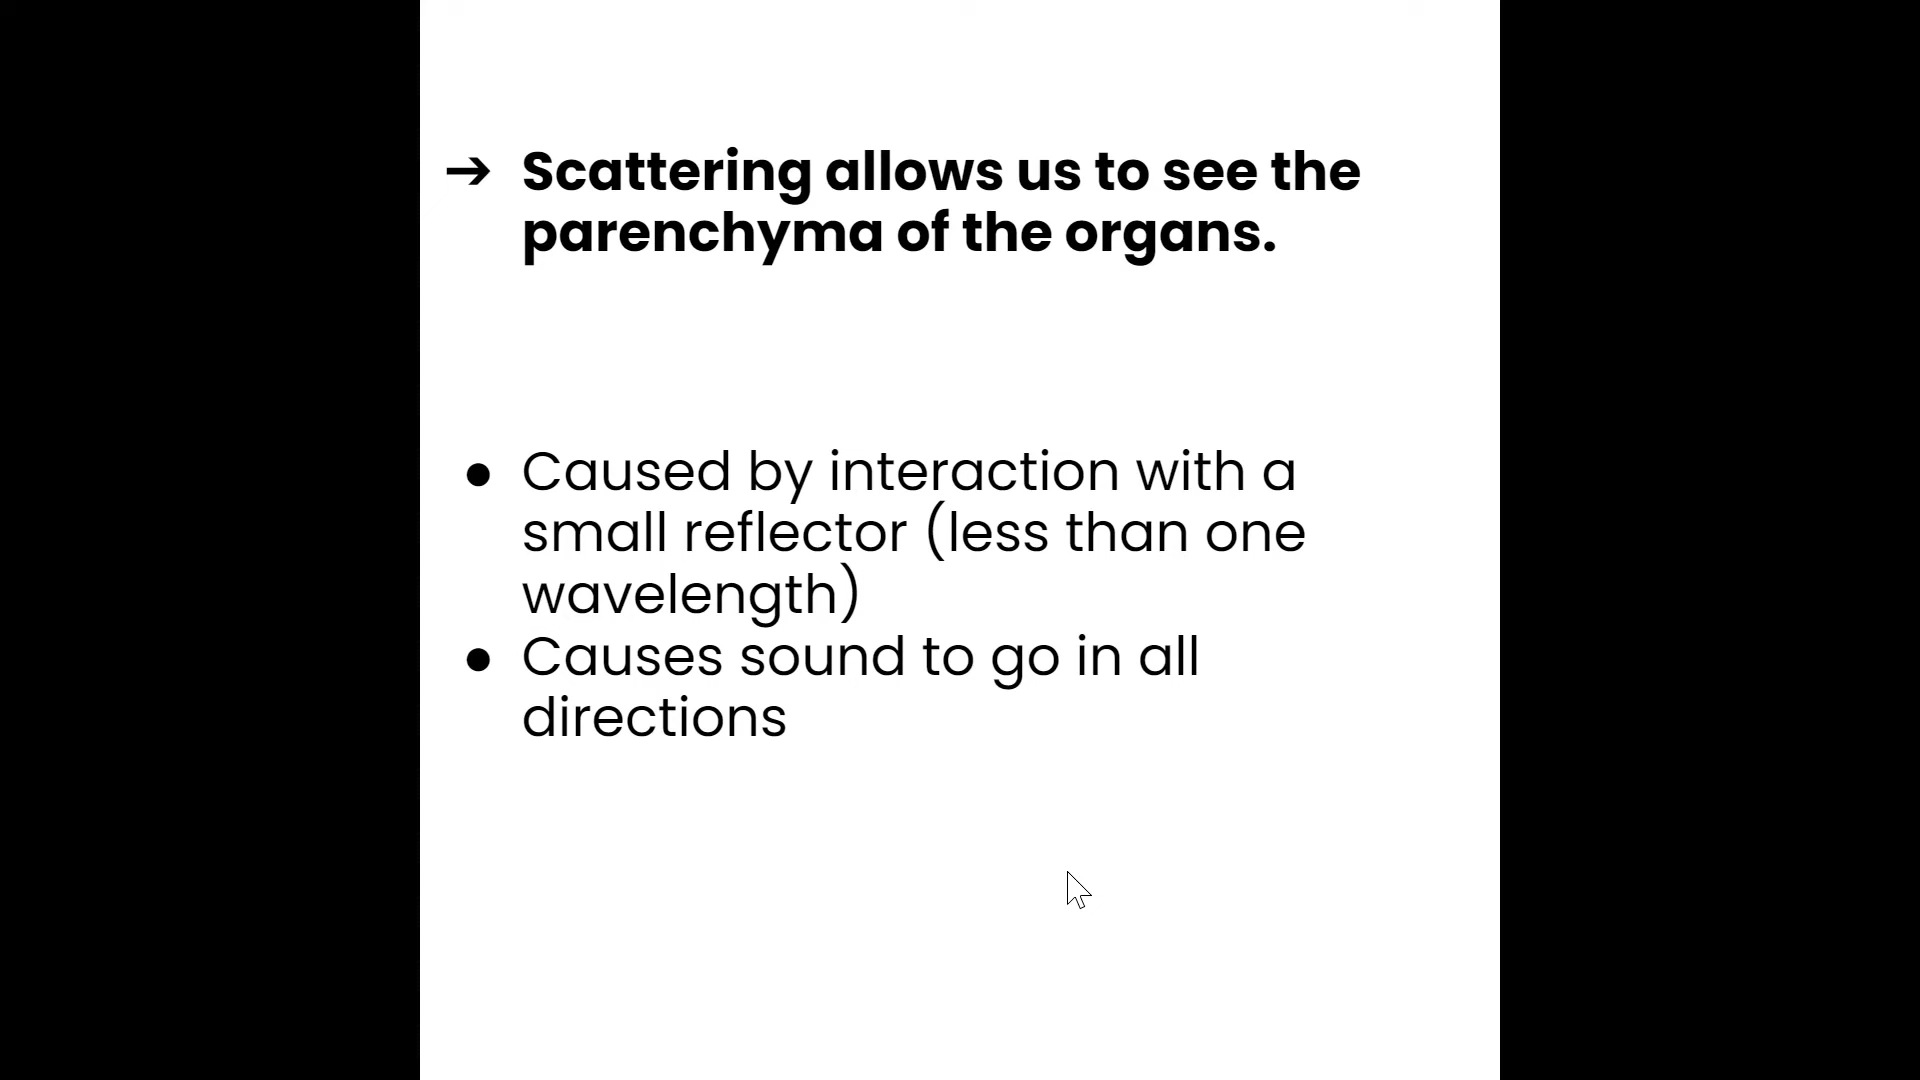 ➔ Scattering allows us to see the
parenchyma of the organs.
● Caused by interaction with a
small reflector (less than one
wavelength)
● Causes sound to go in all
directions